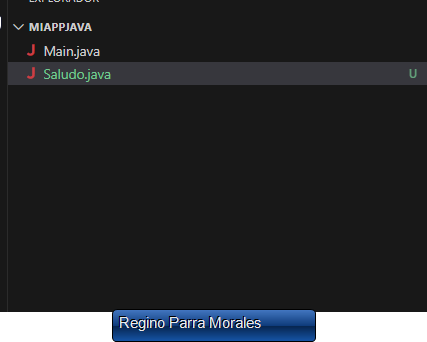 EXPLORADOR
MIAPPJAVA
J Main.java
J Saludo.java U
Regino Parra Morales